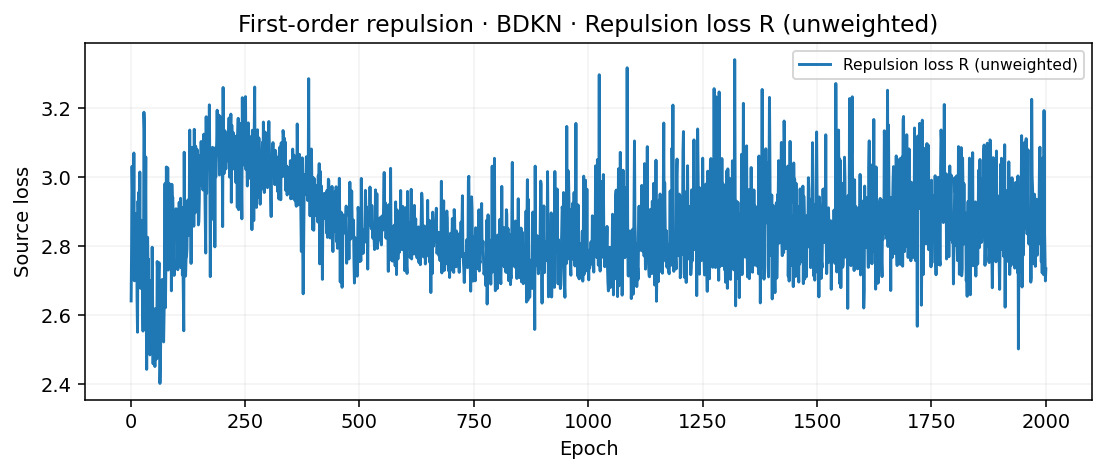 First-order repulsion · BDKN · Repulsion loss R (unweighted)
Repulsion loss R (unweighted)
Source loss
3.2
3.0
2.8
2.6
2.4
0 250 500 750 1000 1250 1500 1750 2000
Epoch